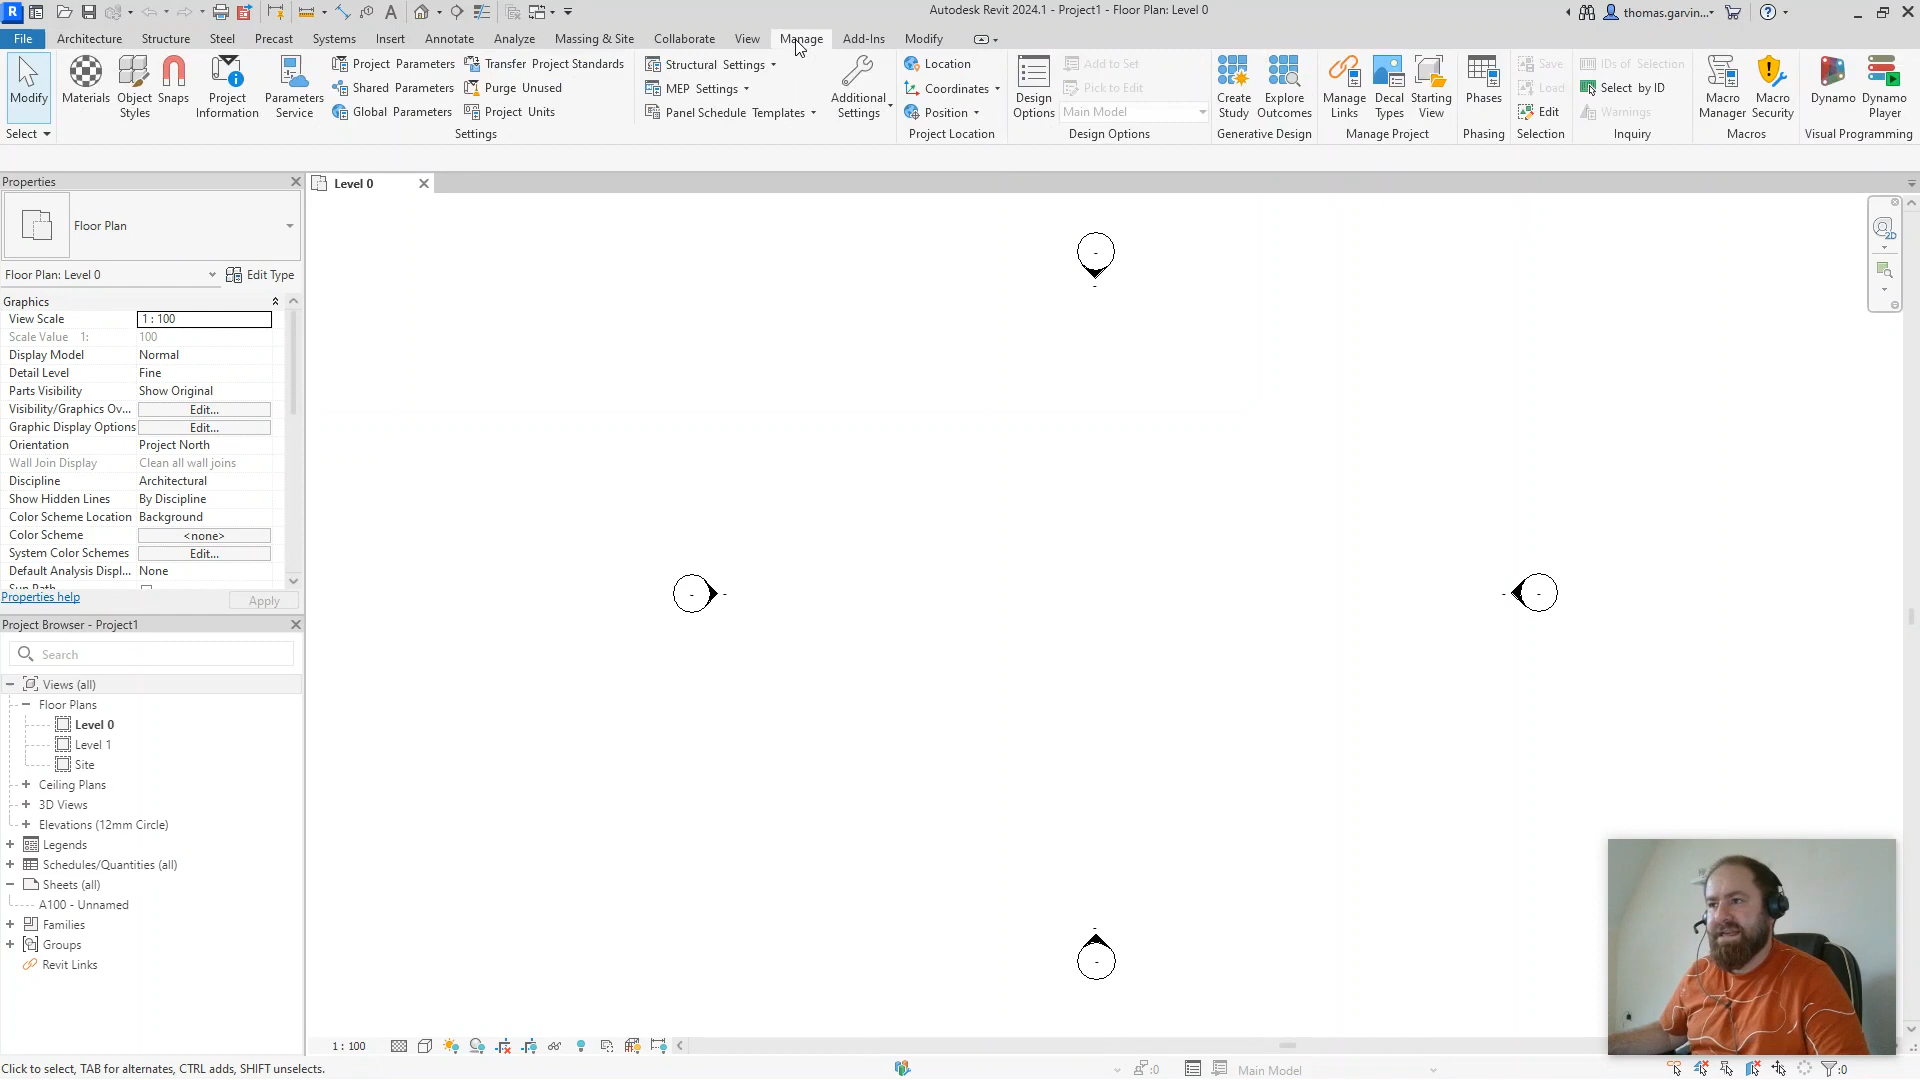 Autodesk Revit 2024.1 - Project1 - Floor Plan: Level 0
thomas.garvin...
File Architecture Structure Steel Precast Systems Insert Annotate Analyze Massing & Site Collaborate View Manage Add-Ins Modify
Modify
Select
Materials
Object Styles
Snaps
Project Information
Parameters Service
Project Parameters
Shared Parameters
Global Parameters
Transfer Project Standards
Purge Unused
Project Units
Settings
Structural Settings
MEP Settings
Panel Schedule Templates
Additional Settings
Location
Coordinates
Position
Project Location
Design Options
Add to Set
Pick to Edit
Main Model
Design Options
Create Study
Explore Outcomes
Generative Design
Manage Links
Decal Types
Starting View
Manage Project
Phases
Phasing
Save
Load
Edit
Selection
IDs of Selection
Select by ID
Warnings
Inquiry
Macro Manager
Macro Security
Macros
Dynamo
Dynamo Player
Visual Programming
Properties
Floor Plan
Floor Plan: Level 0
Edit Type
Graphics
View Scale 1 : 100
Scale Value 1: 100
Display Model Normal
Detail Level Fine
Parts Visibility Show Original
Visibility/Graphics Ov... Edit...
Graphic Display Options Edit...
Orientation Project North
Wall Join Display Clean all wall joins
Discipline Architectural
Show Hidden Lines By Discipline
Color Scheme Location Background
Color Scheme <none>
System Color Schemes Edit...
Default Analysis Displ... None
Properties help
Apply
Level 0
2D
Project Browser - Project1
Search
Views (all)
Floor Plans
Level 0
Level 1
Site
Ceiling Plans
3D Views
Elevations (12mm Circle)
Legends
Schedules/Quantities (all)
Sheets (all)
A100 - Unnamed
Families
Groups
Revit Links
1 : 100
Click to select, TAB for alternates, CTRL adds, SHIFT unselects.
:0
Main Model
:0